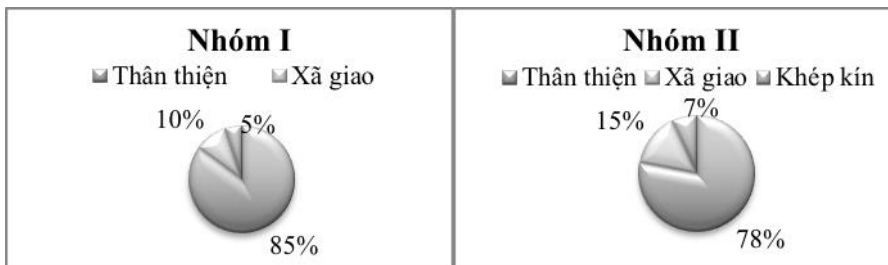 Nhóm I
Thân thiện Xã giao
10% 5%
85%
Nhóm II
Thân thiện Xã giao Khép kín
15% 7%
78%